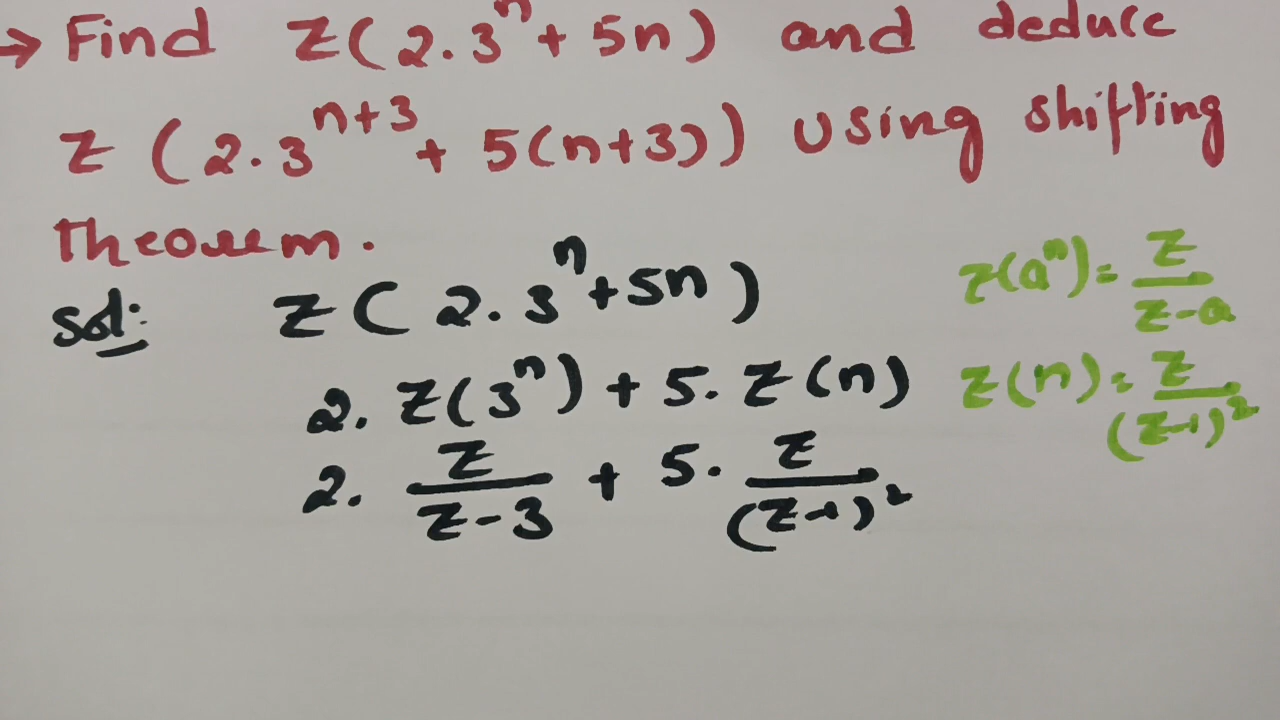 → Find Z(2.3ⁿ + 5n) and deduce
Z (2.3ⁿ⁺³ + 5(n+3)) using shifting
Theorem.
Sol: Z(2.3ⁿ+5n)
2. Z(3ⁿ) + 5. Z(n)
2. Z/(Z-3) + 5. Z/(Z-1)²
Z(aⁿ) = Z/(Z-a)
Z(n) = Z/(Z-1)²